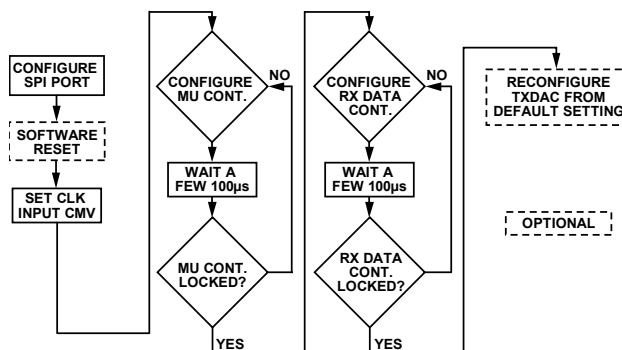 CONFIGURE
SPI PORT
SOFTWARE
RESET
SET CLK
INPUT CMV
CONFIGURE
MU CONT.
NO
WAIT A
FEW 100µs
MU CONT.
LOCKED?
YES
CONFIGURE
RX DATA
CONT.
NO
WAIT A
FEW 100µs
RX DATA
CONT.
LOCKED?
YES
RECONFIGURE
TXDAC FROM
DEFAULT SETTING
OPTIONAL